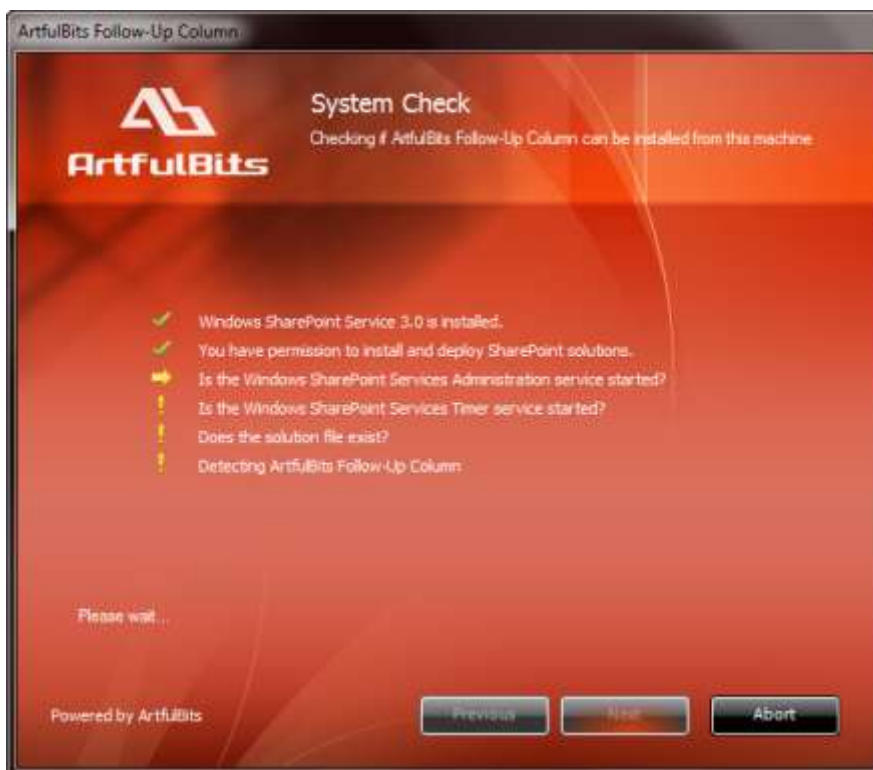 ArtfulBits Follow-Up Column
ArtfulBits
System Check
Checking if ArtfulBits Follow-Up Column can be installed from this machine
Windows SharePoint Service 3.0 is installed.
You have permission to install and deploy SharePoint solutions.
Is the Windows SharePoint Services Administration service started?
Is the Windows SharePoint Services Timer service started?
Does the solution file exist?
Detecting ArtfulBits Follow-Up Column
Please wait...
Powered by ArtfulBits
Previous
Next
Abort